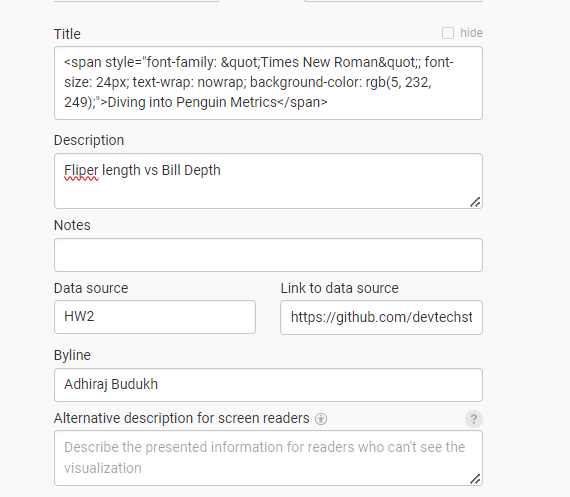 Title
hide
<span style="font-family: &quot;Times New Roman&quot;; font-
size: 24px; text-wrap: nowrap; background-color: rgb(5, 232,
249);">Diving into Penguin Metrics</span>
Description
Fliper length vs Bill Depth
Notes
Data source
Link to data source
HW2
https://github.com/devtechst
Byline
Adhiraj Budukh
Alternative description for screen readers
?
Describe the presented information for readers who can't see the
visualization